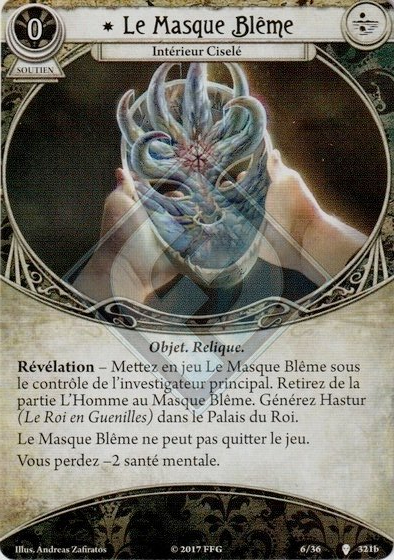 0
✷ Le Masque Blême
SOUTIEN
Intérieur Ciselé
Objet. Relique.
Révélation – Mettez en jeu Le Masque Blême sous
le contrôle de l'investigateur principal. Retirez de la
partie L'Homme au Masque Blême. Générez Hastur
(Le Roi en Guenilles) dans le Palais du Roi.
Le Masque Blême ne peut pas quitter le jeu.
Vous perdez –2 santé mentale.
Illus. Andreas Zafiratos © 2017 FFG 6/36 321b